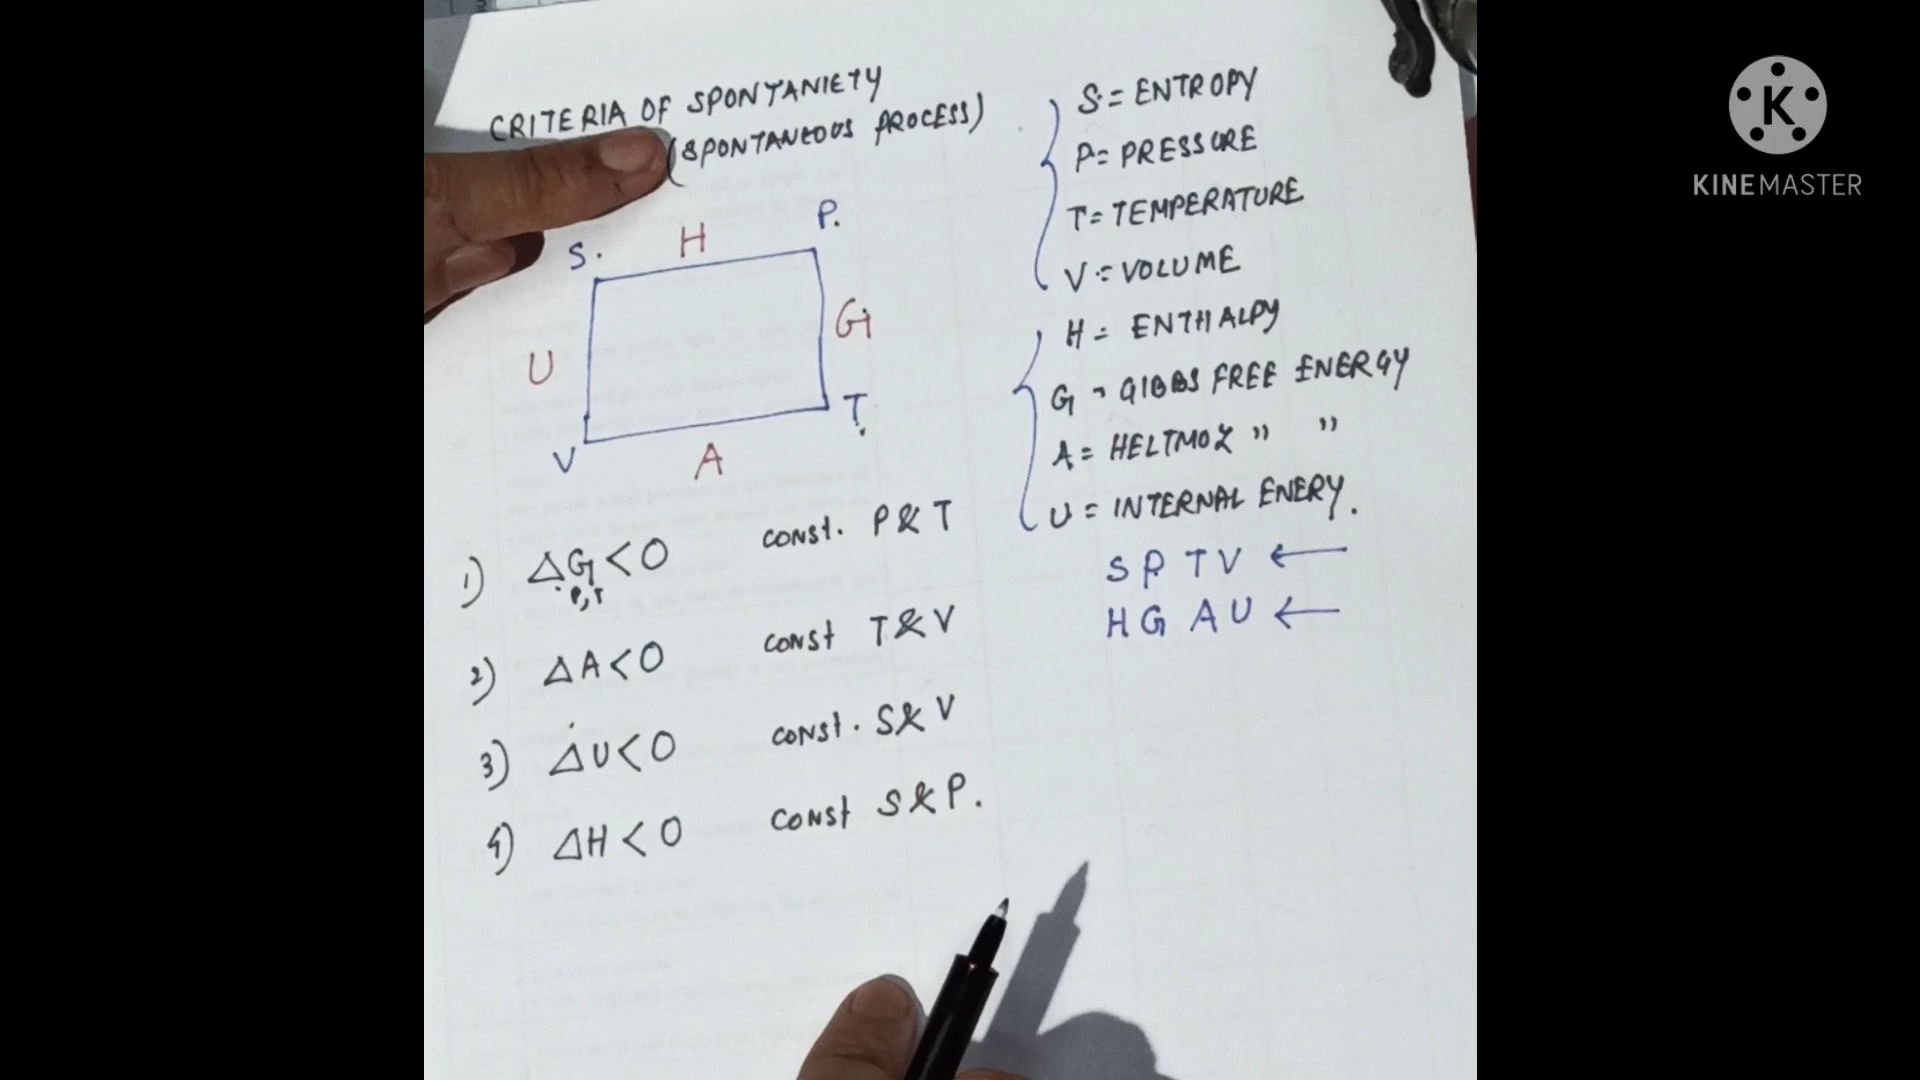 CRITERIA OF SPONTANIETY
(SPONTANEOUS PROCESS)
S.
H
P.
U
G
V
A
T
1) ΔG<0 const. P & T
P,T
2) ΔA<0 const T & V
3) ΔU<0 const. S & V
4) ΔH<0 const S & P.
S = ENTROPY
P = PRESSURE
T = TEMPERATURE
V = VOLUME
H = ENTHALPY
G = GIBBS FREE ENERGY
A = HELTMOZ " "
U = INTERNAL ENERY.
S P T V ←
H G A U ←
K
KINEMASTER